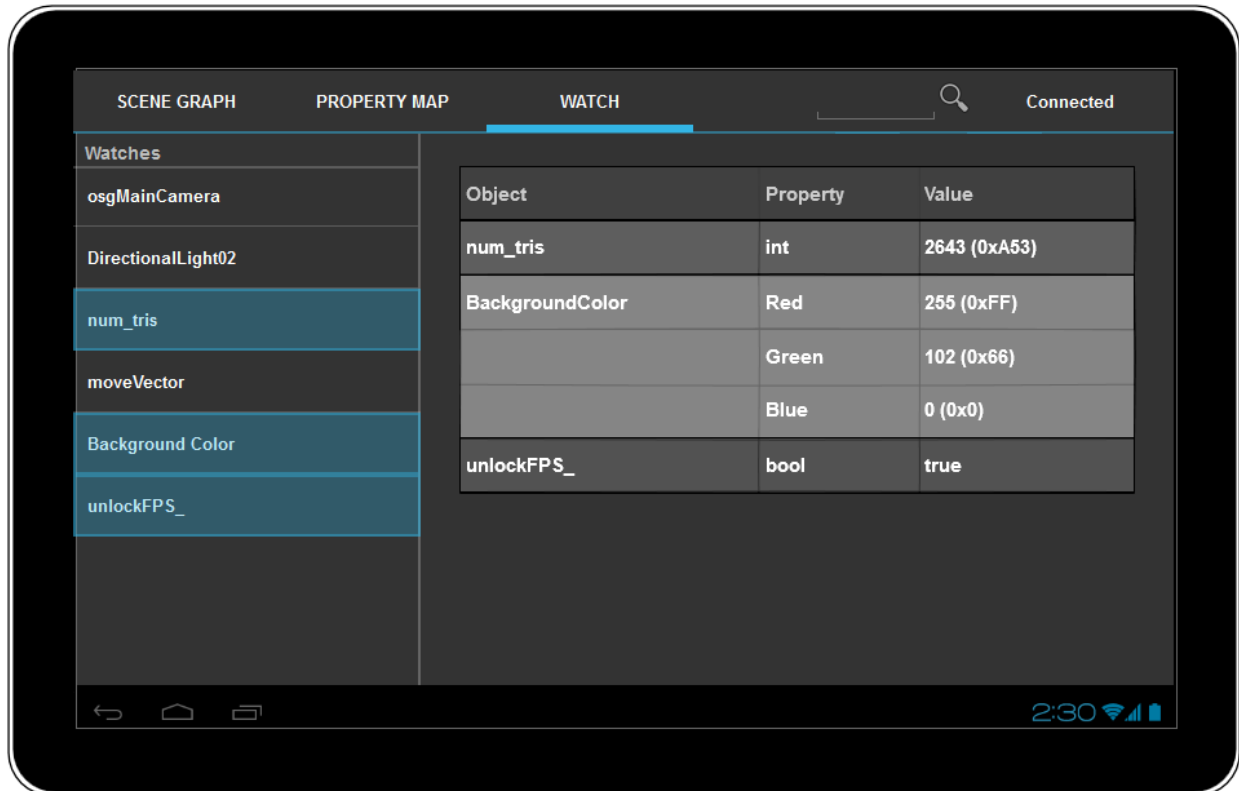 SCENE GRAPH PROPERTY MAP WATCH Connected
Watches
osgMainCamera
DirectionalLight02
num_tris
moveVector
Background Color
unlockFPS_
Object Property Value
num_tris int 2643 (0xA53)
BackgroundColor Red 255 (0xFF)
Green 102 (0x66)
Blue 0 (0x0)
unlockFPS_ bool true
2:30